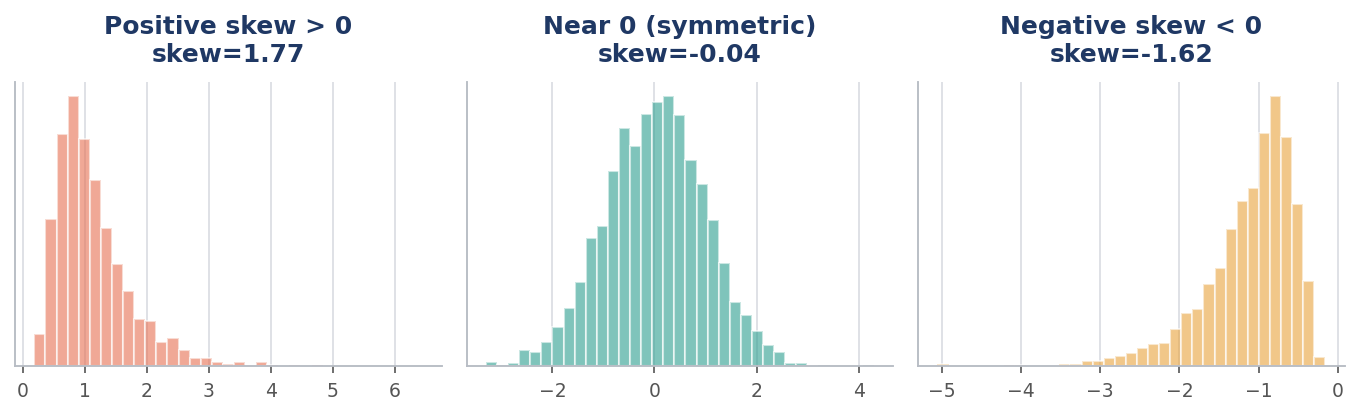 Positive skew > 0
skew=1.77
Near 0 (symmetric)
skew=-0.04
Negative skew < 0
skew=-1.62
0 1 2 3 4 5 6
−2 0 2 4
−5 −4 −3 −2 −1 0